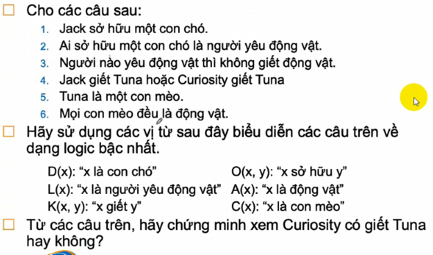 Cho các câu sau:
1. Jack sở hữu một con chó.
2. Ai sở hữu một con chó là người yêu động vật.
3. Người nào yêu động vật thì không giết động vật.
4. Jack giết Tuna hoặc Curiosity giết Tuna
5. Tuna là một con mèo.
6. Mọi con mèo đều là động vật.
Hãy sử dụng các vị từ sau đây biểu diễn các câu trên về
dạng logic bậc nhất.
D(x): “x là con chó” O(x, y): “x sở hữu y”
L(x): “x là người yêu động vật” A(x): “x là động vật”
K(x, y): “x giết y” C(x): “x là con mèo”
Từ các câu trên, hãy chứng minh xem Curiosity có giết Tuna
hay không?